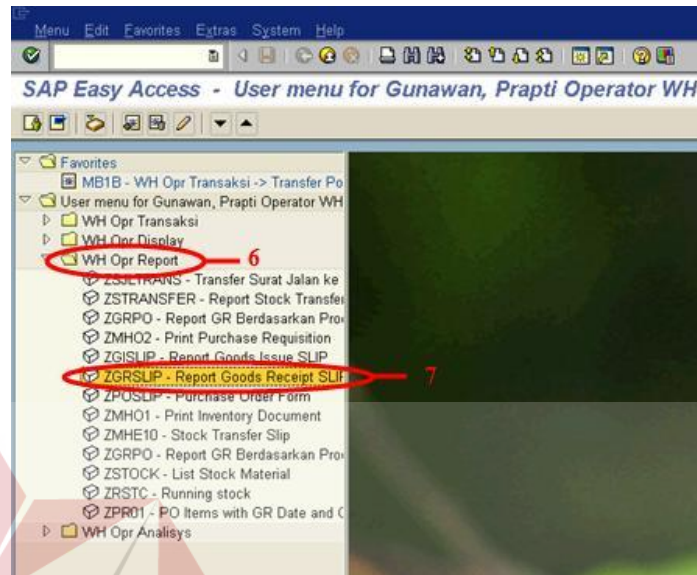 Menu Edit Favorites Extras System Help
SAP Easy Access - User menu for Gunawan, Prapti Operator WH
Favorites
MB1B - WH Opr Transaksi -> Transfer Po
User menu for Gunawan, Prapti Operator WH
WH Opr Transaksi
WH Opr Display
WH Opr Report 6
ZSJLTRANS - Transfer Surat Jalan ke
ZSTRANSFER - Report Stock Transfer
ZGRPO - Report GR Berdasarkan Pro
ZMHO2 - Print Purchase Requisition
ZGISLIP - Report Goods Issue SLIP
ZGRSLIP - Report Goods Receipt SLIP 7
ZPOSLIP - Purchase Order Form
ZMHO1 - Print Inventory Document
ZMHE10 - Stock Transfer Slip
ZGRPO - Report GR Berdasarkan Pro
ZSTOCK - List Stock Material
ZRSTC - Running stock
ZPR01 - PO Items with GR Date and
WH Opr Analisys